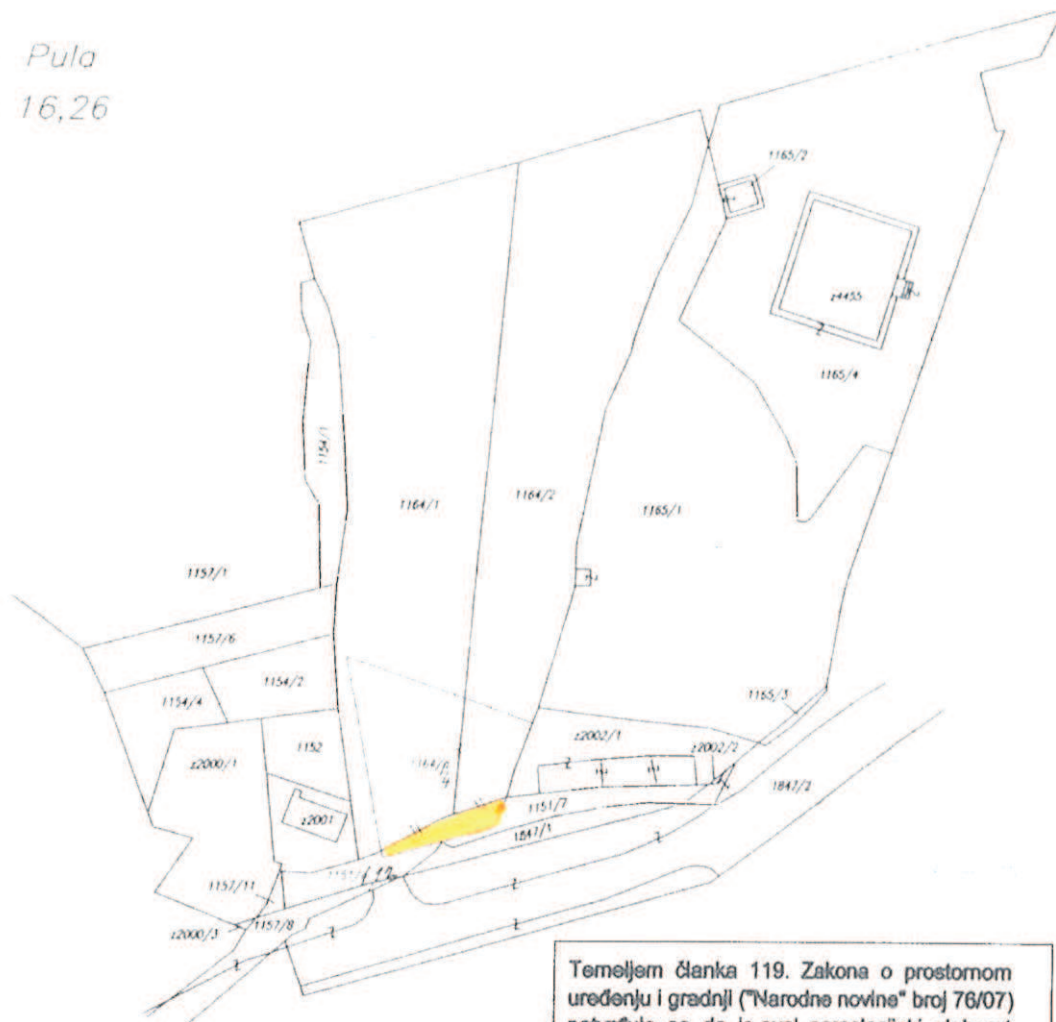 Pula
16,26
1165/2
z4455
1165/4
1154/1
1164/1
1164/2
1165/1
1157/1
1157/6
1154/2
1154/4
1165/3
z2000/1
1152
z2002/1
z2002/2
1847/2
z2001
1151/7
1847/1
1157/11
z2000/3
1157/8
Temeljem članka 119. Zakona o prostornom
uređenju i gradnji ("Narodne novine" broj 76/07)